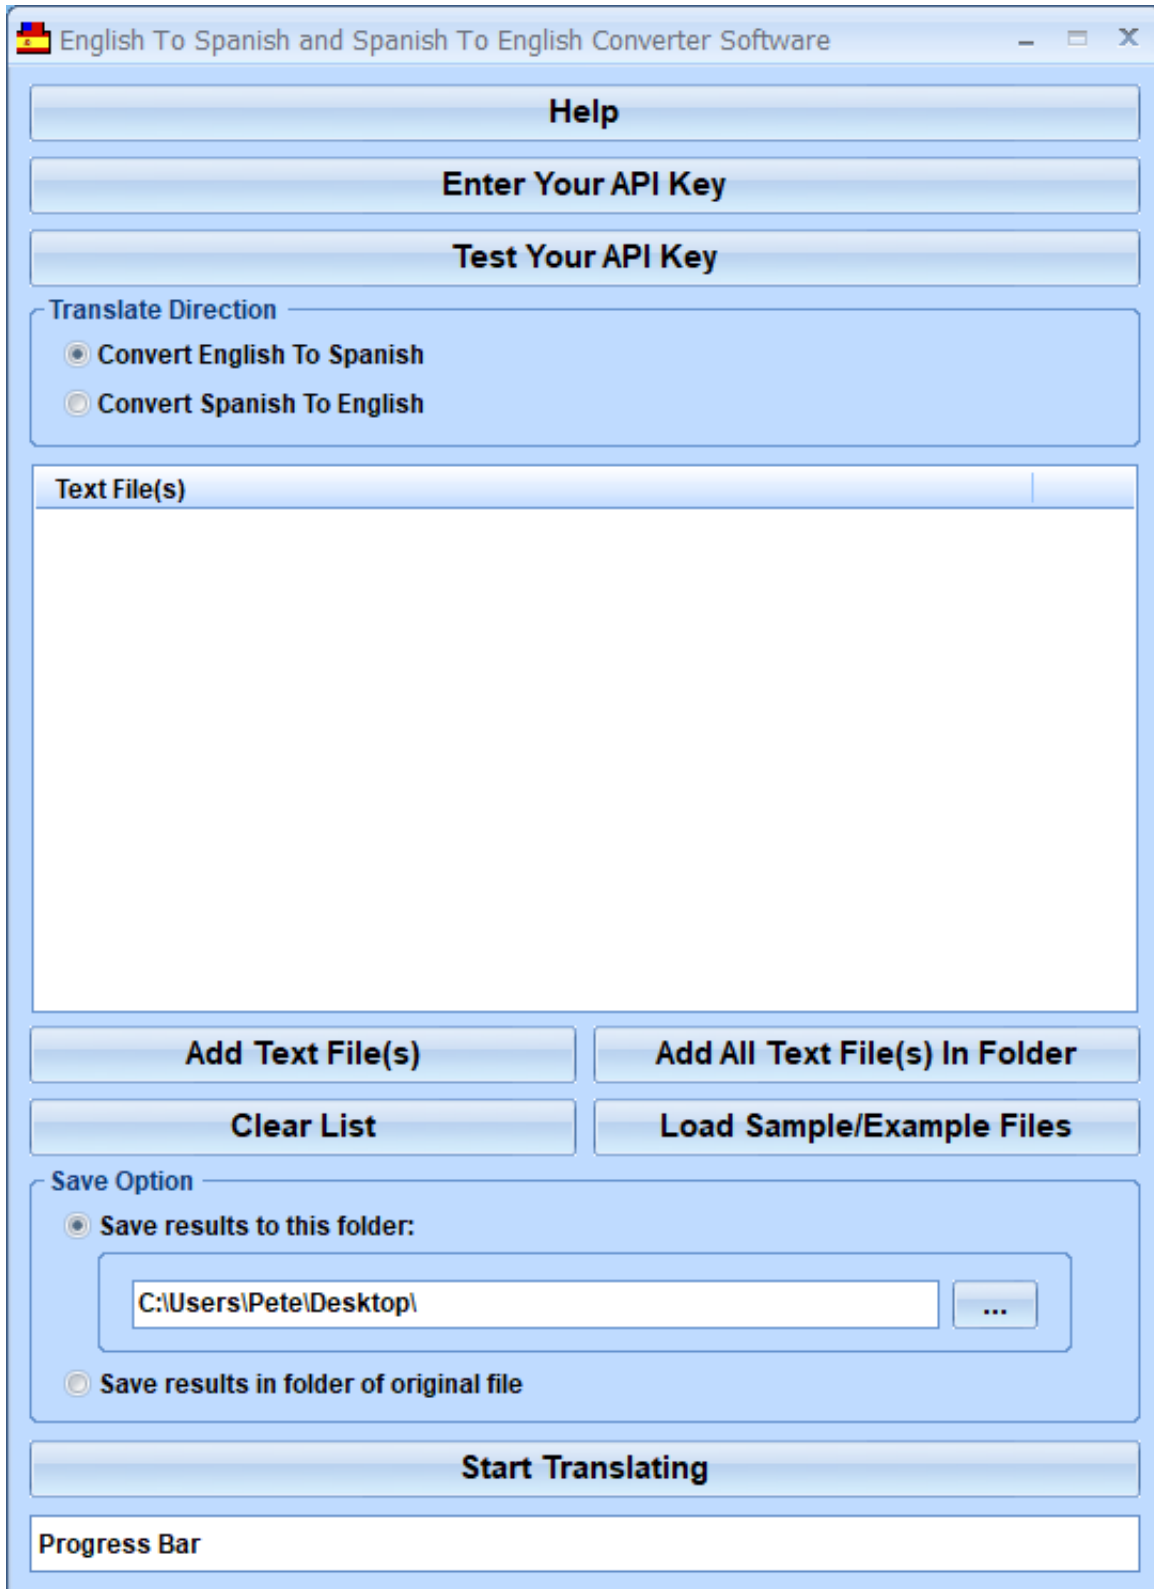 English To Spanish and Spanish To English Converter Software
Help
Enter Your API Key
Test Your API Key
Translate Direction
Convert English To Spanish
Convert Spanish To English
Text File(s)
Add Text File(s)
Add All Text File(s) In Folder
Clear List
Load Sample/Example Files
Save Option
Save results to this folder:
C:\Users\Pete\Desktop\
...
Save results in folder of original file
Start Translating
Progress Bar